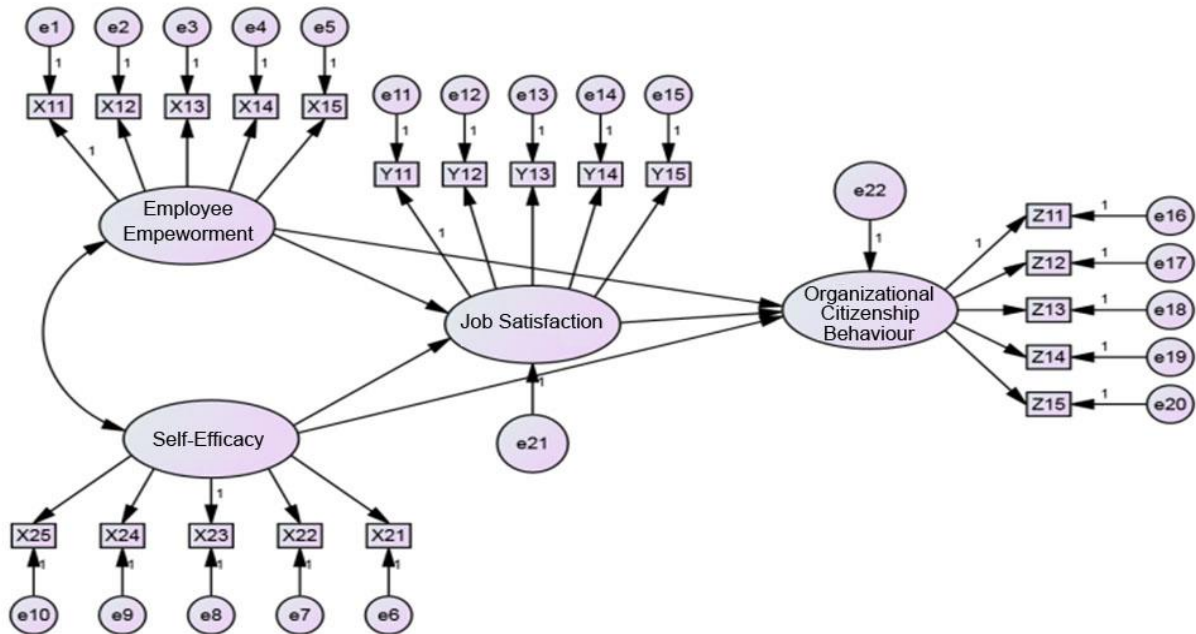 e1 e2 e3 e4 e5
1 1 1 1 1
X11 X12 X13 X14 X15
e11 e12 e13 e14 e15
1 1 1 1 1
Y11 Y12 Y13 Y14 Y15
1
Employee
Empeworment
1
Job Satisfaction
1
e21
Self-Efficacy
1
X25 X24 X23 X22 X21
1 1 1 1 1
e10 e9 e8 e7 e6
e22
1
Organizational
Citizenship
Behaviour
1
Z11 1 e16
Z12 1 e17
Z13 1 e18
Z14 1 e19
Z15 1 e20